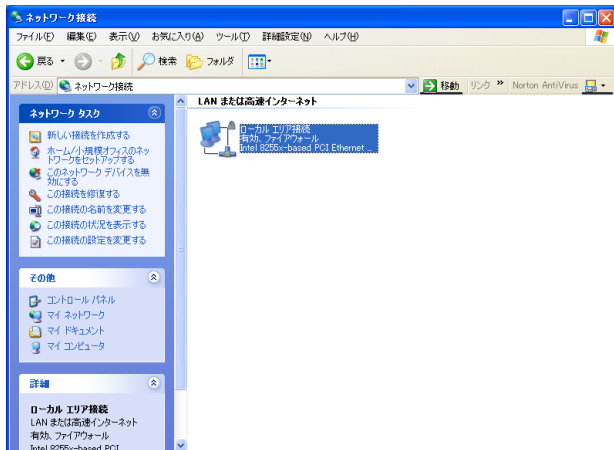 ネットワーク接続
ファイル(F) 編集(E) 表示(V) お気に入り(A) ツール(T) 詳細設定(N) ヘルプ(H)
戻る 検索 フォルダ
アドレス(D) ネットワーク接続 移動 リンク » Norton AntiVirus
ネットワーク タスク
新しい接続を作成する
ホーム/小規模オフィスのネッ
トワークをセットアップする
このネットワーク デバイスを無
効にする
この接続を修復する
この接続の名前を変更する
この接続の状況を表示する
この接続の設定を変更する
その他
コントロール パネル
マイ ネットワーク
マイ ドキュメント
マイ コンピュータ
詳細
ローカル エリア接続
LAN または高速インターネット
有効、ファイアウォール
Intel 8255x-based PCI
LAN または高速インターネット
ローカル エリア接続
有効、ファイアウォール
Intel 8255x-based PCI Ethernet ...